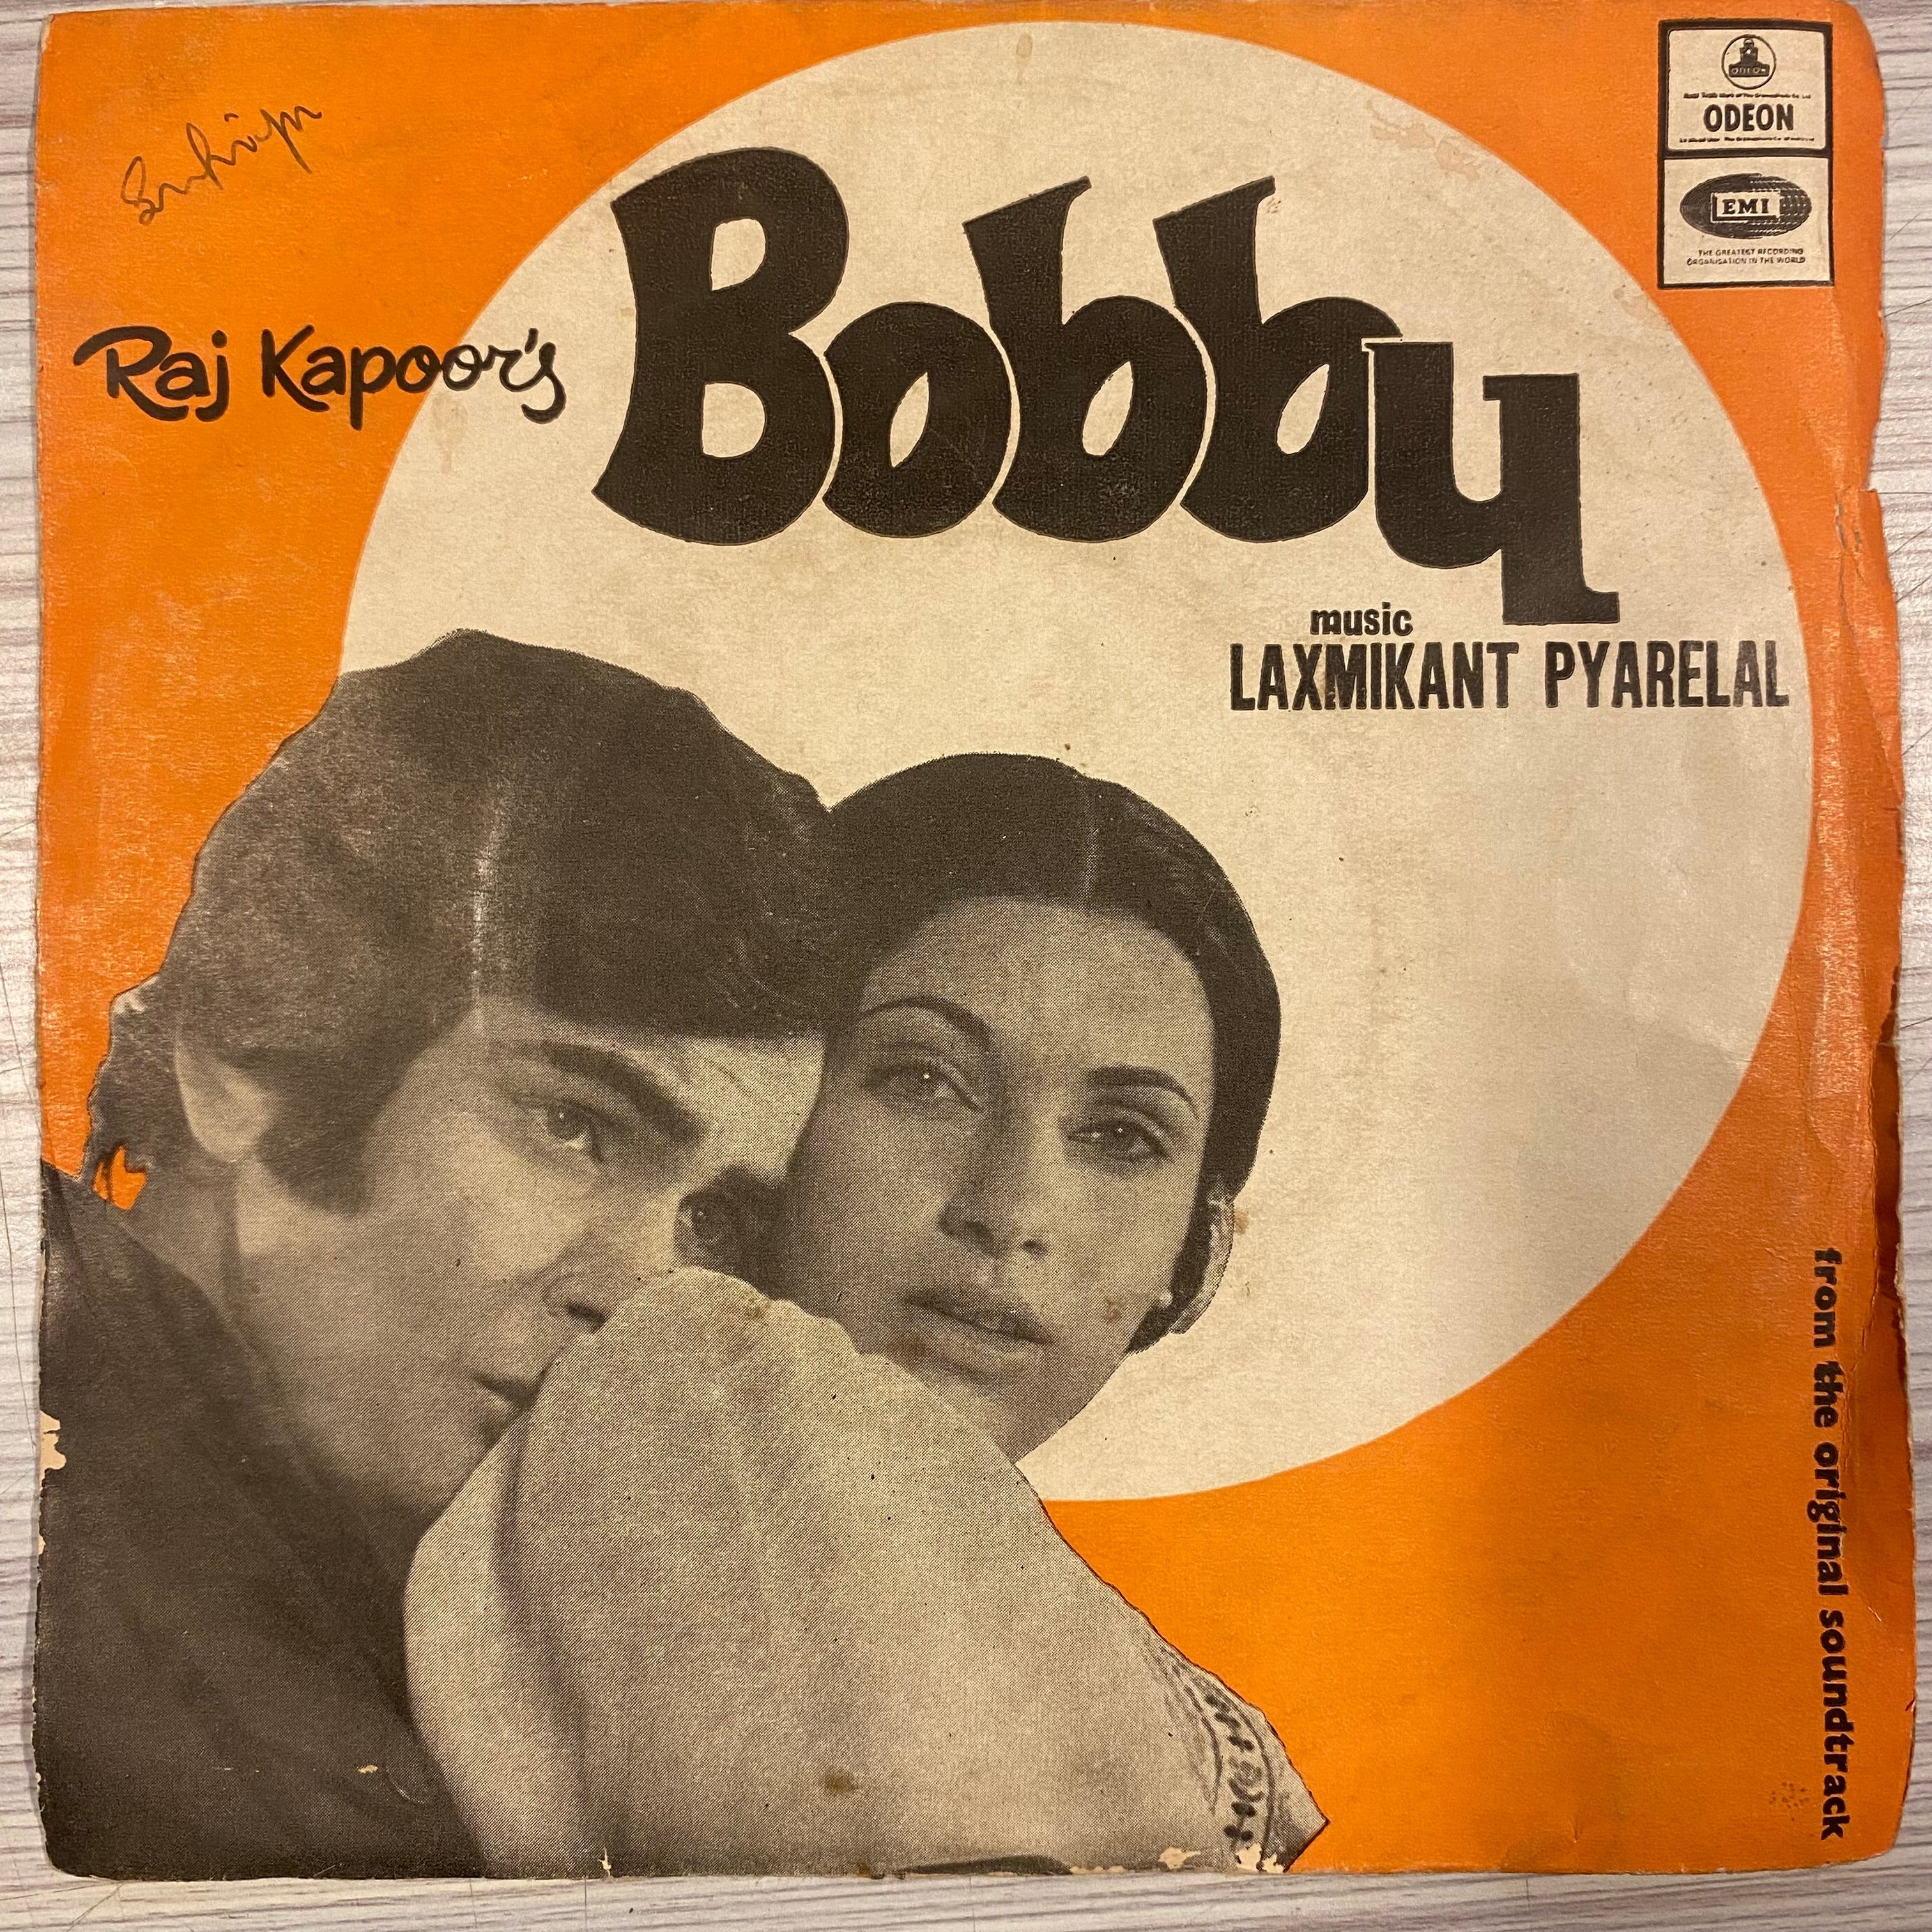 ODEON
EMI
THE GREATEST RECORDING
ORGANISATION IN THE WORLD
Raj Kapoor's
Bobby
music
LAXMIKANT PYARELAL
from the original soundtrack